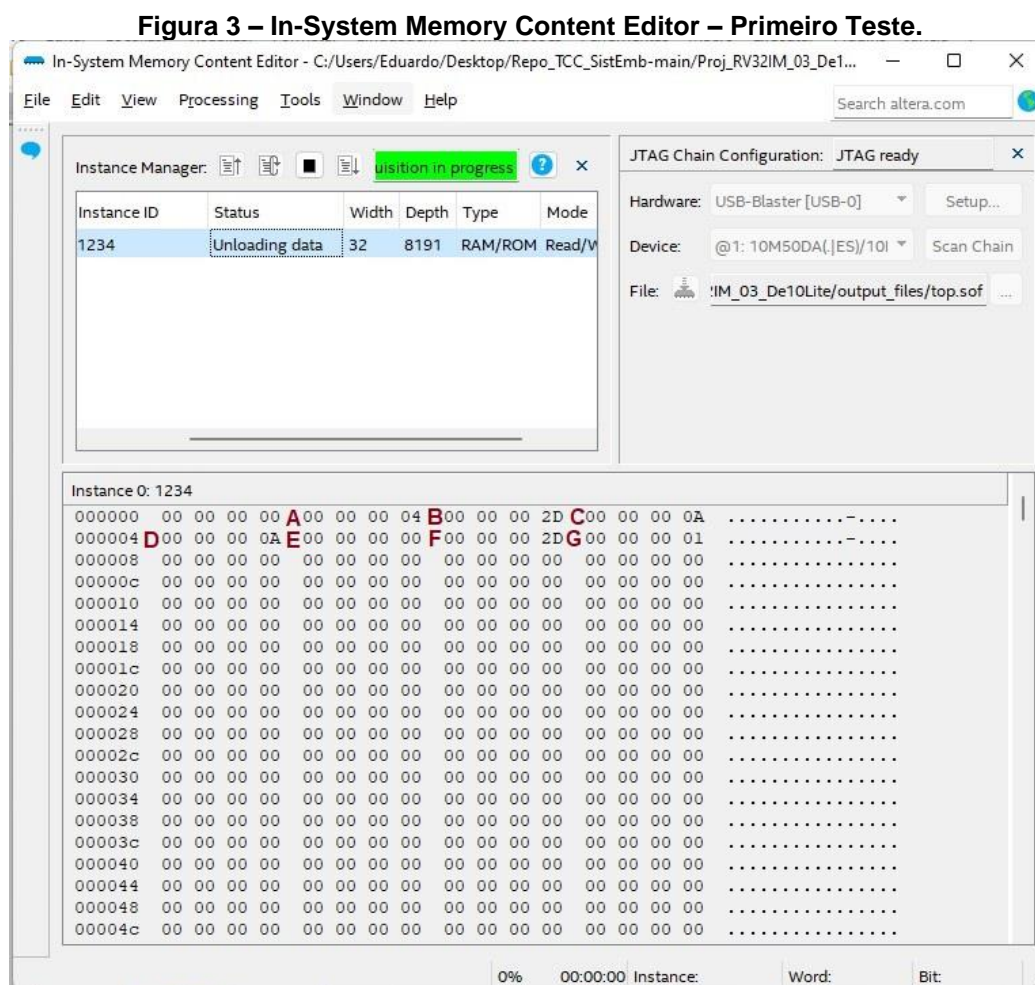 Figura 3 – In-System Memory Content Editor – Primeiro Teste.
In-System Memory Content Editor - C:/Users/Eduardo/Desktop/Repo_TCC_SistEmb-main/Proj_RV32IM_03_De1...
File Edit View Processing Tools Window Help
Search altera.com
Instance Manager: uisition in progress
Instance ID Status Width Depth Type Mode
1234 Unloading data 32 8191 RAM/ROM Read/W
JTAG Chain Configuration: JTAG ready
Hardware: USB-Blaster [USB-0] Setup...
Device: @1: 10M50DA(.|ES)/10I Scan Chain
File: !IM_03_De10Lite/output_files/top.sof ...
Instance 0: 1234
000000 00 00 00 00 A 00 00 00 04 B 00 00 00 2D C 00 00 00 0A ...........-....
000004 D 00 00 00 0A E 00 00 00 00 F 00 00 00 2D G 00 00 00 01 ...........-....
000008 00 00 00 00 00 00 00 00 00 00 00 00 00 00 00 00 ................
00000c 00 00 00 00 00 00 00 00 00 00 00 00 00 00 00 00 ................
000010 00 00 00 00 00 00 00 00 00 00 00 00 00 00 00 00 ................
000014 00 00 00 00 00 00 00 00 00 00 00 00 00 00 00 00 ................
000018 00 00 00 00 00 00 00 00 00 00 00 00 00 00 00 00 ................
00001c 00 00 00 00 00 00 00 00 00 00 00 00 00 00 00 00 ................
000020 00 00 00 00 00 00 00 00 00 00 00 00 00 00 00 00 ................
000024 00 00 00 00 00 00 00 00 00 00 00 00 00 00 00 00 ................
000028 00 00 00 00 00 00 00 00 00 00 00 00 00 00 00 00 ................
00002c 00 00 00 00 00 00 00 00 00 00 00 00 00 00 00 00 ................
000030 00 00 00 00 00 00 00 00 00 00 00 00 00 00 00 00 ................
000034 00 00 00 00 00 00 00 00 00 00 00 00 00 00 00 00 ................
000038 00 00 00 00 00 00 00 00 00 00 00 00 00 00 00 00 ................
00003c 00 00 00 00 00 00 00 00 00 00 00 00 00 00 00 00 ................
000040 00 00 00 00 00 00 00 00 00 00 00 00 00 00 00 00 ................
000044 00 00 00 00 00 00 00 00 00 00 00 00 00 00 00 00 ................
000048 00 00 00 00 00 00 00 00 00 00 00 00 00 00 00 00 ................
00004c 00 00 00 00 00 00 00 00 00 00 00 00 00 00 00 00 ................
0% 00:00:00 Instance: Word: Bit: